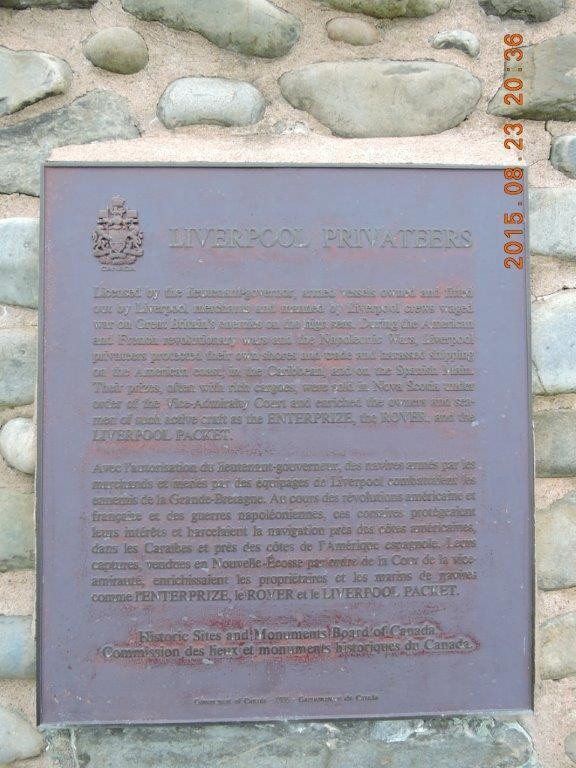 2015.08.23 20:36
CANADA
LIVERPOOL PRIVATEERS
Licensed by the lieutenant-governor, armed vessels owned and fitted
out by Liverpool merchants and manned by Liverpool crews waged
war on Great Britain's enemies on the high seas. During the American
and French revolutionary wars and the Napoleonic Wars, Liverpool
privateers protected their own shores and trade and harassed shipping
on the American coast, in the Caribbean, and on the Spanish Main.
Their prizes, often with rich cargoes, were sold in Nova Scotia under
order of the Vice-Admiralty Court and enriched the owners and sea-
men of such active craft as the ENTERPRIZE, the ROVER, and the
LIVERPOOL PACKET.
Avec l'autorisation du lieutenant-gouverneur, des navires armés par les
marchands et menés par des équipages de Liverpool combattaient les
ennemis de la Grande-Bretagne. Au cours des révolutions américaine et
française et des guerres napoléoniennes, ces corsaires protégeaient
leurs intérêts et harcelaient la navigation près des côtes américaines,
dans les Caraïbes et près des côtes de l'Amérique espagnole. Leurs
captures, vendues en Nouvelle-Écosse par ordre de la Cour de la vice-
amirauté, enrichissaient les propriétaires et les marins de navires
comme l'ENTERPRIZE, le ROVER et le LIVERPOOL PACKET.
Historic Sites and Monuments Board of Canada.
Commission des lieux et monuments historiques du Canada.
Government of Canada Gouvernement du Canada